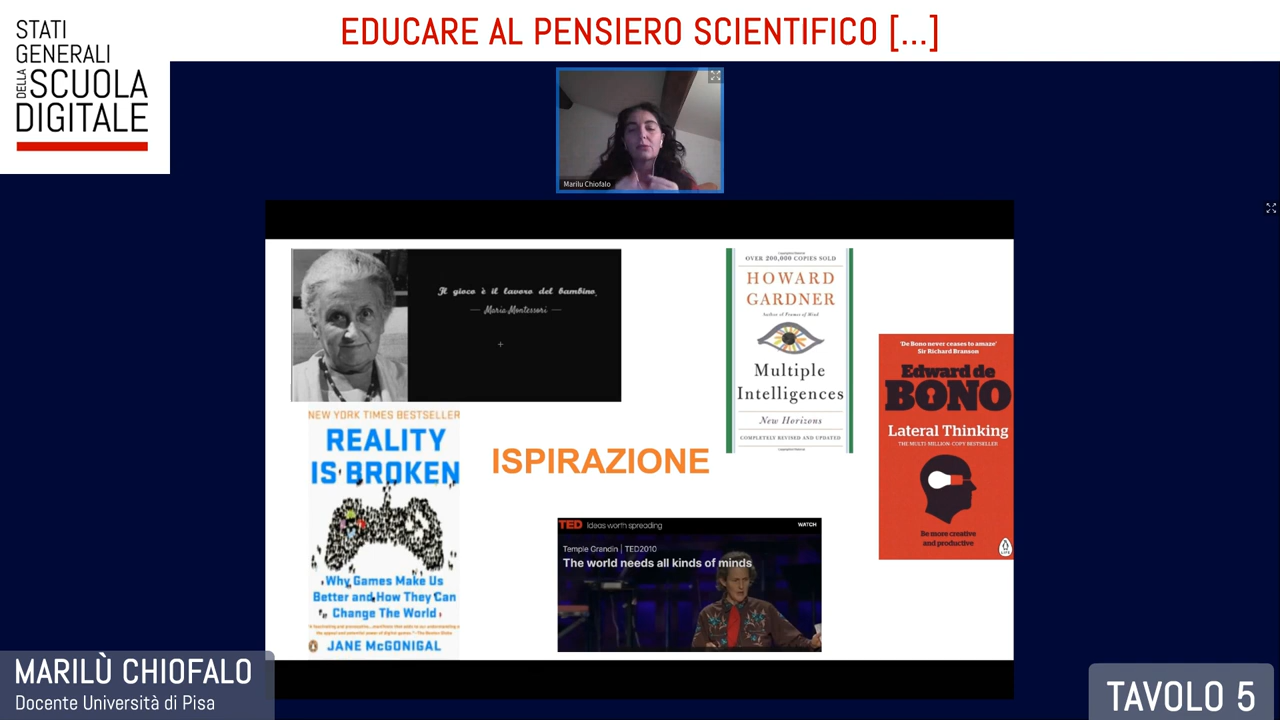 STATI
GENERALI
DELLA SCUOLA
DIGITALE
EDUCARE AL PENSIERO SCIENTIFICO [...]
Marilu Chiofalo
Il gioco è il lavoro del bambino.
— Maria Montessori —
OVER 200,000 COPIES SOLD
HOWARD
GARDNER
Author of Frames of Mind
Multiple
Intelligences
New Horizons
COMPLETELY REVISED AND UPDATED
'De Bono never ceases to amaze'
Sir Richard Branson
Edward de
BONO
Lateral Thinking
THE MULTI-MILLION-COPY BESTSELLER
Be more creative
and productive
NEW YORK TIMES BESTSELLER
REALITY
IS BROKEN
Why Games Make Us
Better and How They Can
Change The World
JANE McGONIGAL
ISPIRAZIONE
TED Ideas worth spreading
WATCH
Temple Grandin | TED2010
The world needs all kinds of minds
MARILÙ CHIOFALO
Docente Università di Pisa
TAVOLO 5